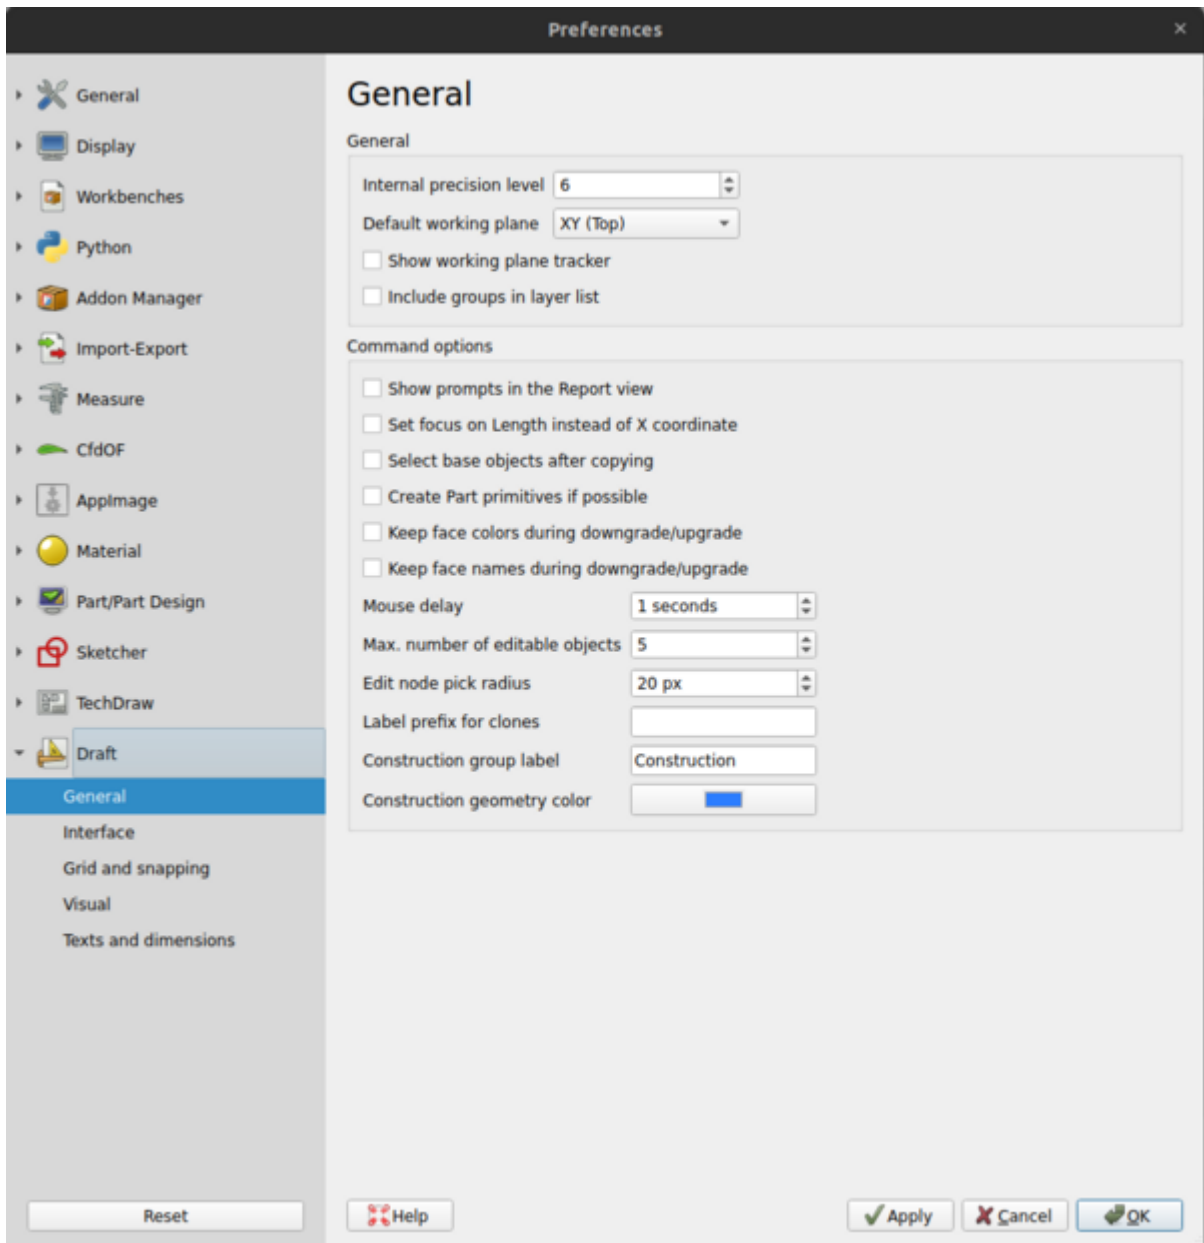 Preferences
General
Display
Workbenches
Python
Addon Manager
Import-Export
Measure
CfdOF
AppImage
Material
Part/Part Design
Sketcher
TechDraw
Draft
General
Interface
Grid and snapping
Visual
Texts and dimensions
Reset
General
General
Internal precision level 6
Default working plane XY (Top)
Show working plane tracker
Include groups in layer list
Command options
Show prompts in the Report view
Set focus on Length instead of X coordinate
Select base objects after copying
Create Part primitives if possible
Keep face colors during downgrade/upgrade
Keep face names during downgrade/upgrade
Mouse delay 1 seconds
Max. number of editable objects 5
Edit node pick radius 20 px
Label prefix for clones
Construction group label Construction
Construction geometry color
Help Apply Cancel OK